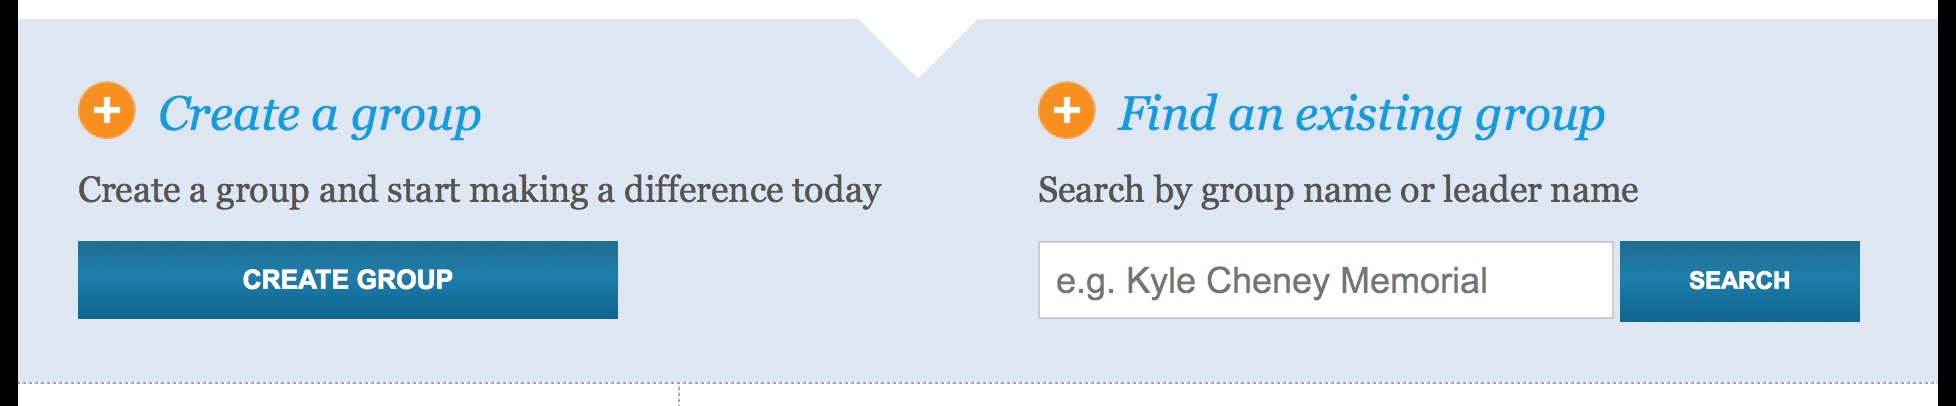 Create a group
Create a group and start making a difference today
CREATE GROUP
Find an existing group
Search by group name or leader name
e.g. Kyle Cheney Memorial
SEARCH